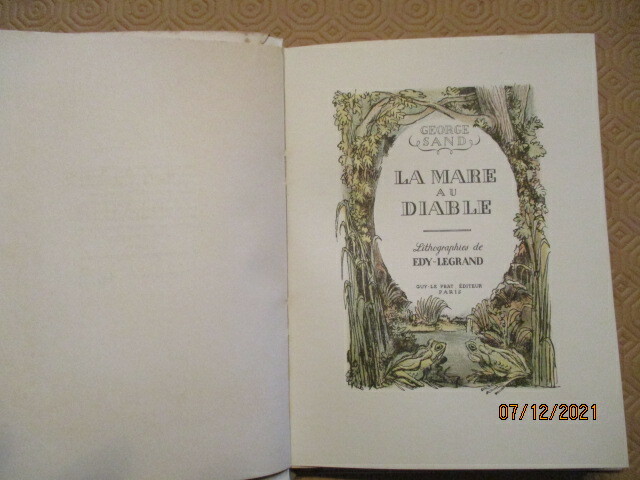 GEORGE
SAND
LA MARE
AU
DIABLE
Lithographies de
EDY-LEGRAND
GUY-LE PRAT ÉDITEUR
PARIS
07/12/2021